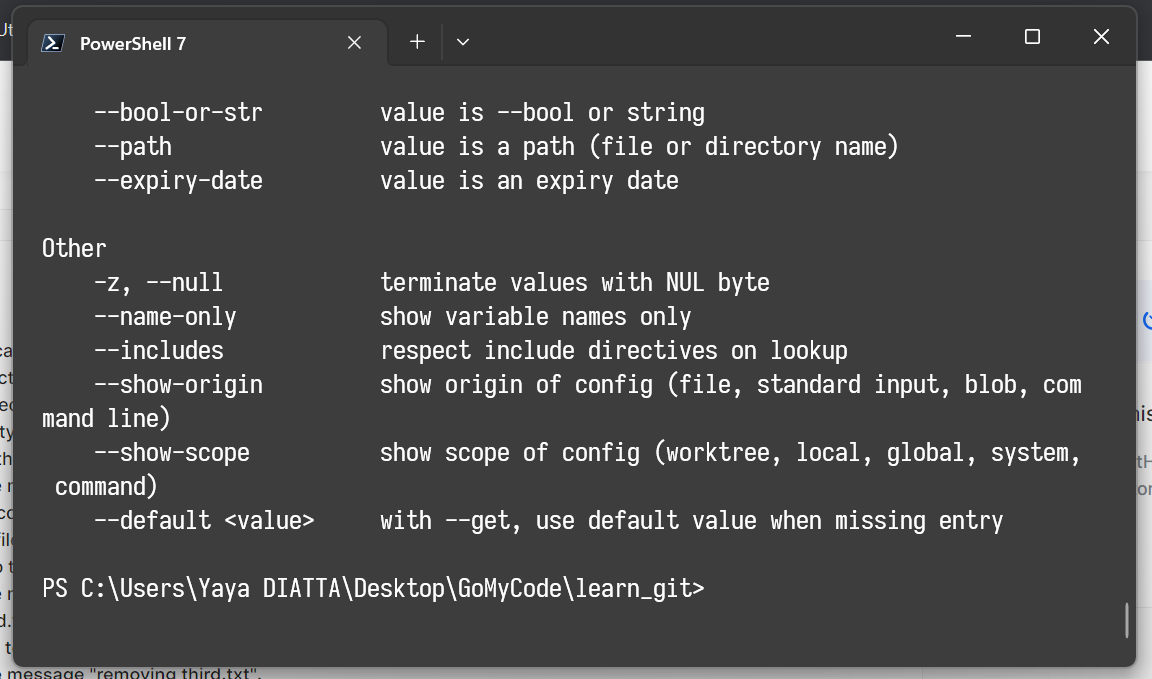 PowerShell 7
--bool-or-str value is --bool or string
--path value is a path (file or directory name)
--expiry-date value is an expiry date
Other
-z, --null terminate values with NUL byte
--name-only show variable names only
--includes respect include directives on lookup
--show-origin show origin of config (file, standard input, blob, com
mand line)
--show-scope show scope of config (worktree, local, global, system,
command)
--default <value> with --get, use default value when missing entry
PS C:\Users\Yaya DIATTA\Desktop\GoMyCode\learn_git>
message "removing third.txt".